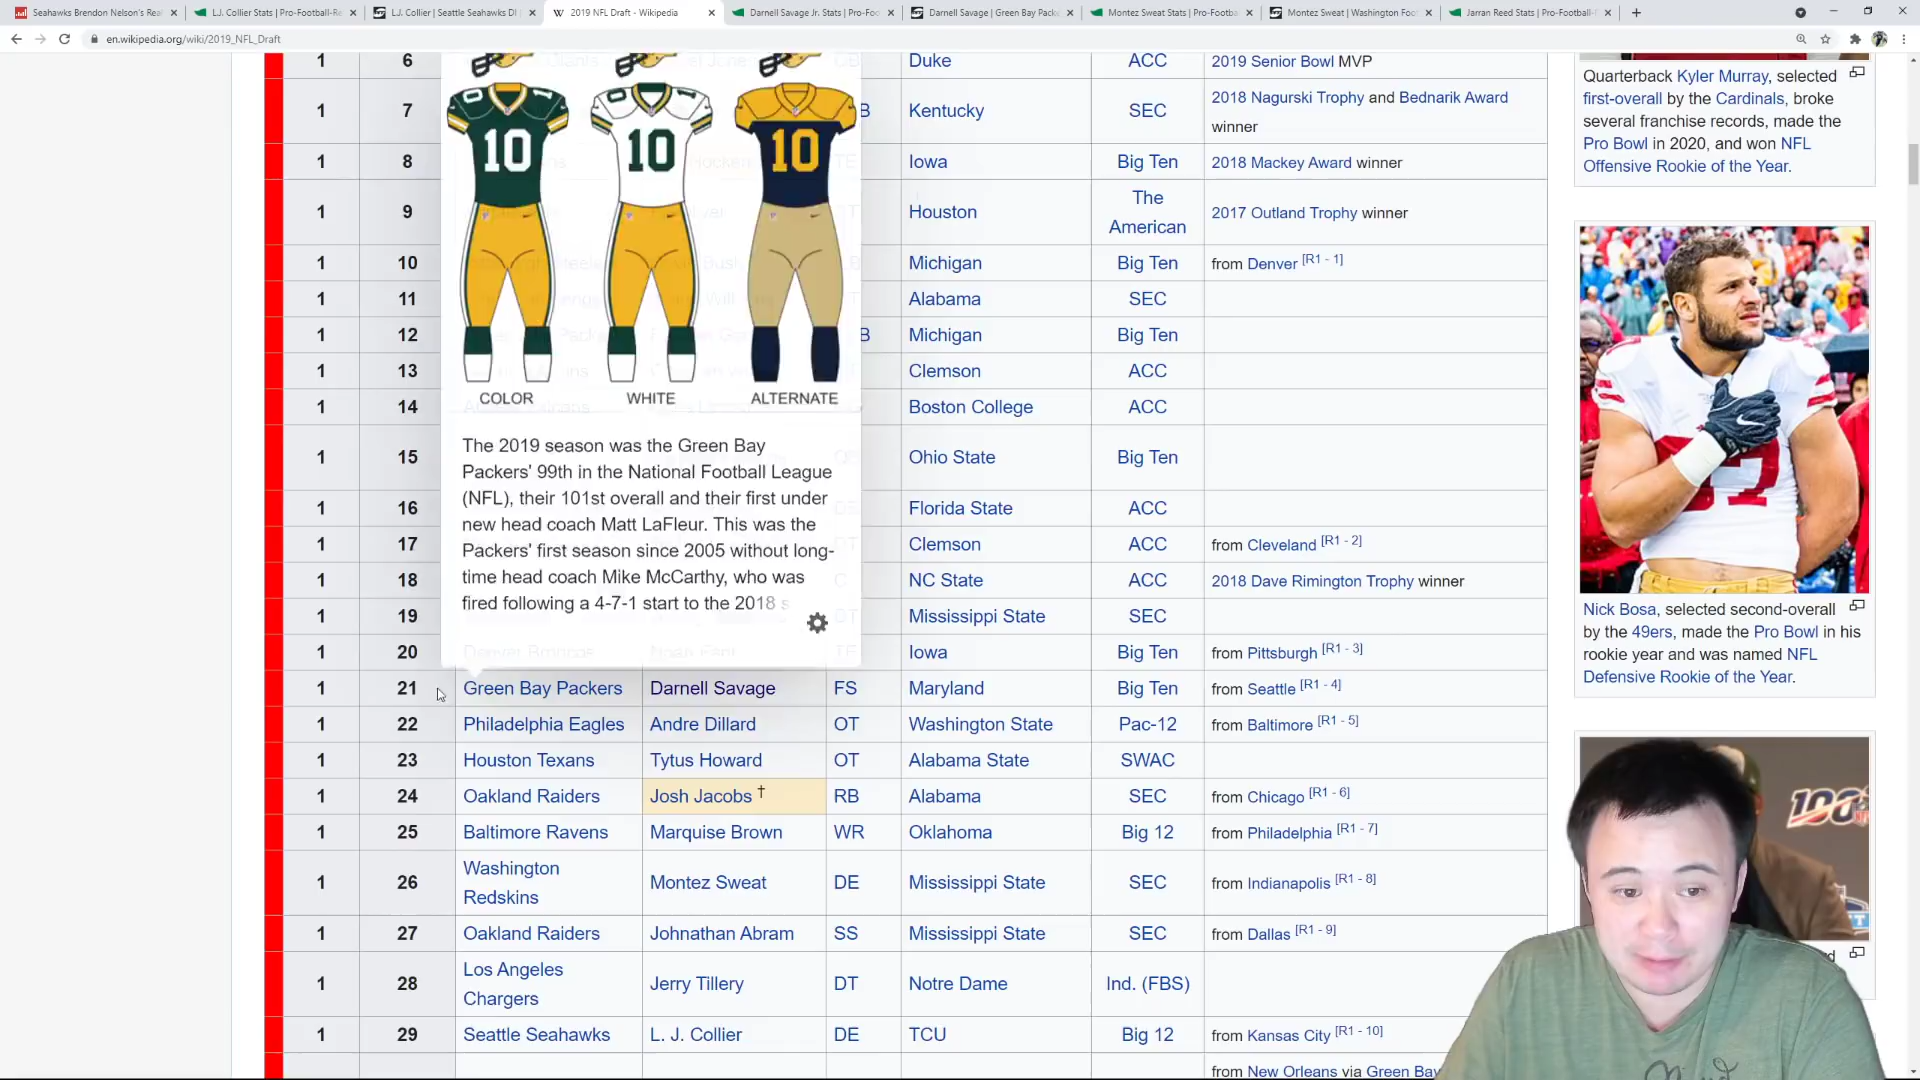 Seahawks Brendon Nelson's Rea
L.J. Collier Stats | Pro-Football-Re
L.J. Collier | Seattle Seahawks DI
2019 NFL Draft - Wikipedia
Darnell Savage Jr. Stats | Pro-Foo
Darnell Savage | Green Bay Packe
Montez Sweat Stats | Pro-Footba
Montez Sweat | Washington Foot
Jarran Reed Stats | Pro-Football-
en.wikipedia.org/wiki/2019_NFL_Draft
1 6 Duke ACC 2019 Senior Bowl MVP
1 7 B Kentucky SEC 2018 Nagurski Trophy and Bednarik Award
winner
1 8 Iowa Big Ten 2018 Mackey Award winner
1 9 Houston The American 2017 Outland Trophy winner
1 10 Michigan Big Ten from Denver [R1 - 1]
1 11 Alabama SEC
1 12 B Michigan Big Ten
1 13 Clemson ACC
1 14 Boston College ACC
1 15 Ohio State Big Ten
1 16 Florida State ACC
1 17 Clemson ACC from Cleveland [R1 - 2]
1 18 NC State ACC 2018 Dave Rimington Trophy winner
1 19 Mississippi State SEC
1 20 Denver Broncos Noah Fant TE Iowa Big Ten from Pittsburgh [R1 - 3]
1 21 Green Bay Packers Darnell Savage FS Maryland Big Ten from Seattle [R1 - 4]
1 22 Philadelphia Eagles Andre Dillard OT Washington State Pac-12 from Baltimore [R1 - 5]
1 23 Houston Texans Tytus Howard OT Alabama State SWAC
1 24 Oakland Raiders Josh Jacobs † RB Alabama SEC from Chicago [R1 - 6]
1 25 Baltimore Ravens Marquise Brown WR Oklahoma Big 12 from Philadelphia [R1 - 7]
1 26 Washington Redskins Montez Sweat DE Mississippi State SEC from Indianapolis [R1 - 8]
1 27 Oakland Raiders Johnathan Abram SS Mississippi State SEC from Dallas [R1 - 9]
1 28 Los Angeles Chargers Jerry Tillery DT Notre Dame Ind. (FBS)
1 29 Seattle Seahawks L. J. Collier DE TCU Big 12 from Kansas City [R1 - 10]
from New Orleans via Green Bay
10 10 10
COLOR WHITE ALTERNATE
The 2019 season was the Green Bay
Packers' 99th in the National Football League
(NFL), their 101st overall and their first under
new head coach Matt LaFleur. This was the
Packers' first season since 2005 without long-
time head coach Mike McCarthy, who was
fired following a 4-7-1 start to the 2018 s
Quarterback Kyler Murray, selected
first-overall by the Cardinals, broke
several franchise records, made the
Pro Bowl in 2020, and won NFL
Offensive Rookie of the Year.
Nick Bosa, selected second-overall
by the 49ers, made the Pro Bowl in his
rookie year and was named NFL
Defensive Rookie of the Year.
100